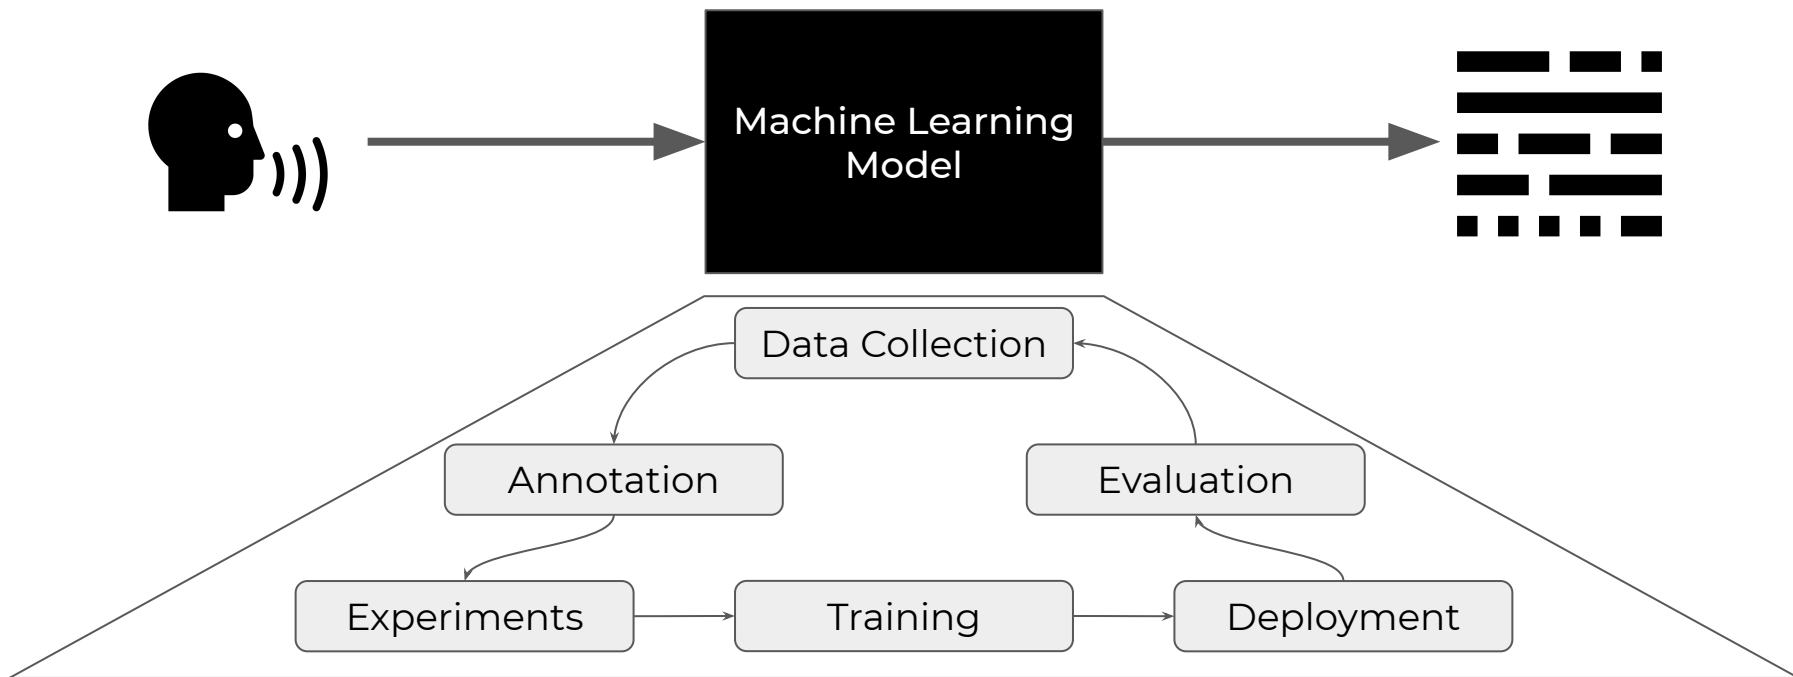 Machine Learning
Model
Data Collection
Annotation
Evaluation
Experiments
Training
Deployment